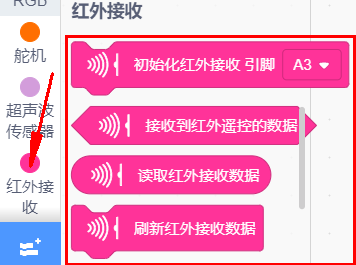 RGB
舵机
超声波
传感器
红外接
收
红外接收
初始化红外接收 引脚 A3
接收到红外遥控的数据
读取红外接收数据
刷新红外接收数据